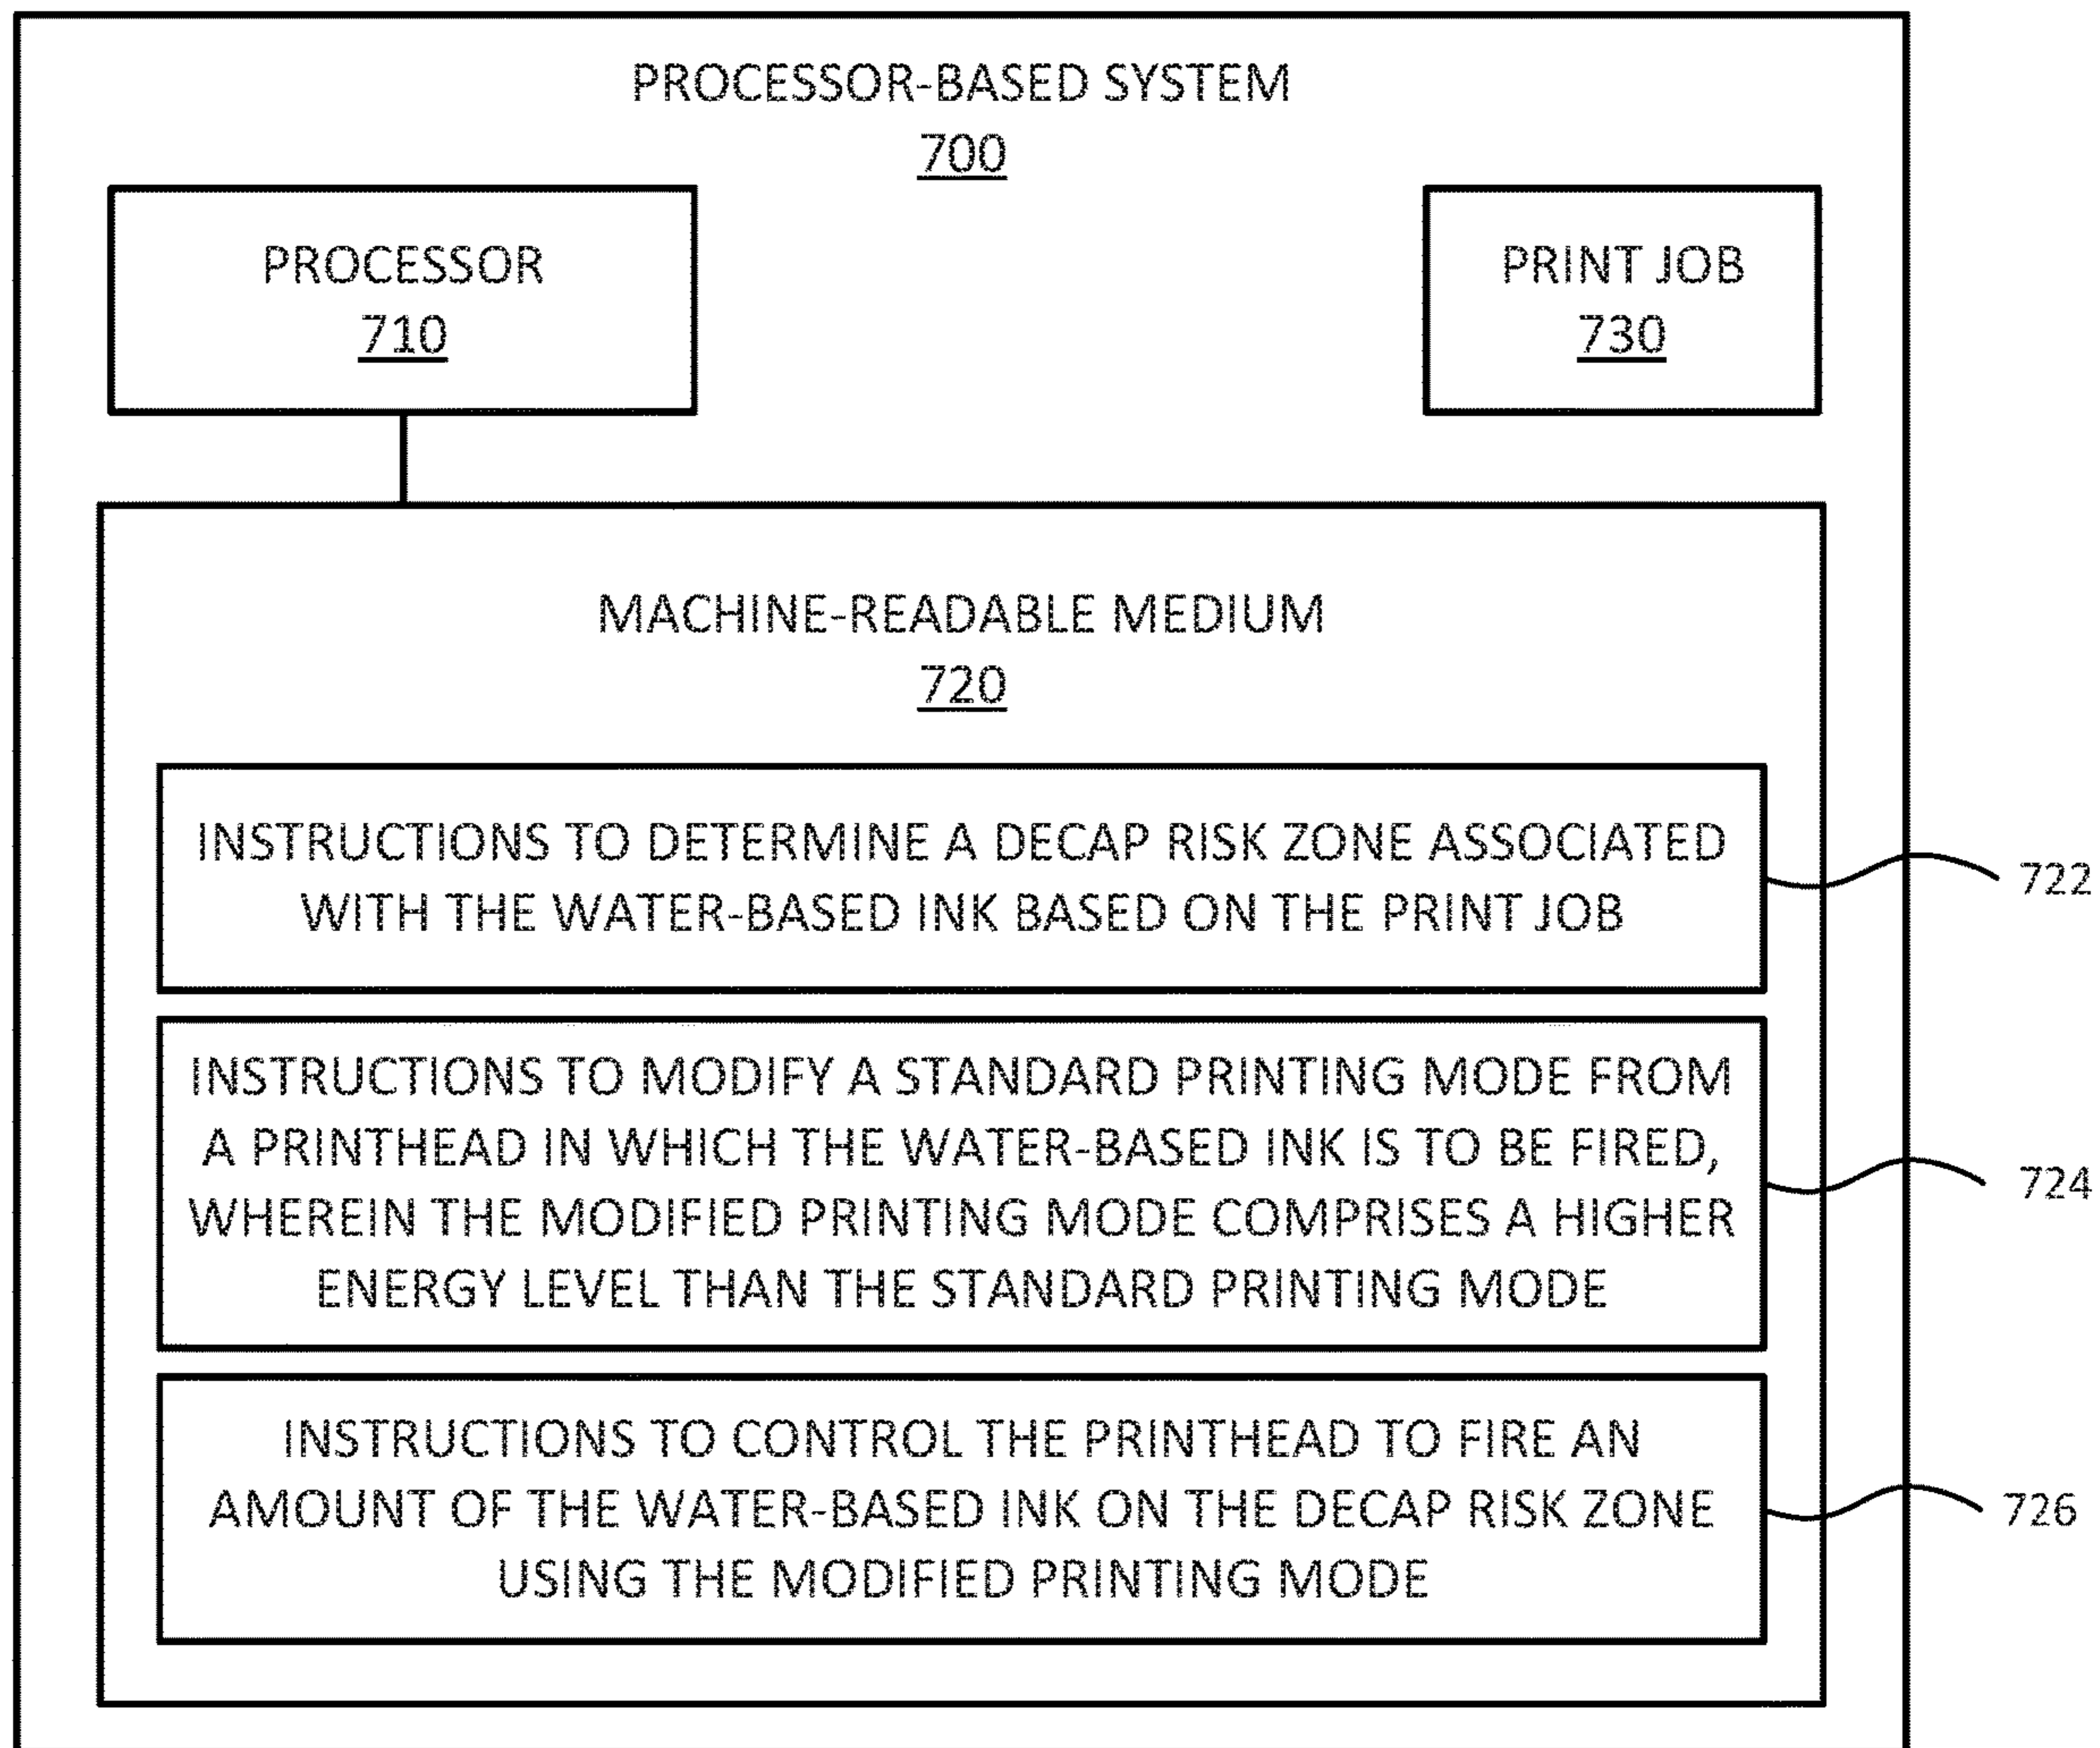 PROCESSOR-BASED SYSTEM
700
PROCESSOR
710
PRINT JOB
730
MACHINE-READABLE MEDIUM
720
INSTRUCTIONS TO DETERMINE A DECAP RISK ZONE ASSOCIATED
WITH THE WATER-BASED INK BASED ON THE PRINT JOB
722
INSTRUCTIONS TO MODIFY A STANDARD PRINTING MODE FROM
A PRINTHEAD IN WHICH THE WATER-BASED INK IS TO BE FIRED,
WHEREIN THE MODIFIED PRINTING MODE COMPRISES A HIGHER
ENERGY LEVEL THAN THE STANDARD PRINTING MODE
724
INSTRUCTIONS TO CONTROL THE PRINTHEAD TO FIRE AN
AMOUNT OF THE WATER-BASED INK ON THE DECAP RISK ZONE
USING THE MODIFIED PRINTING MODE
726